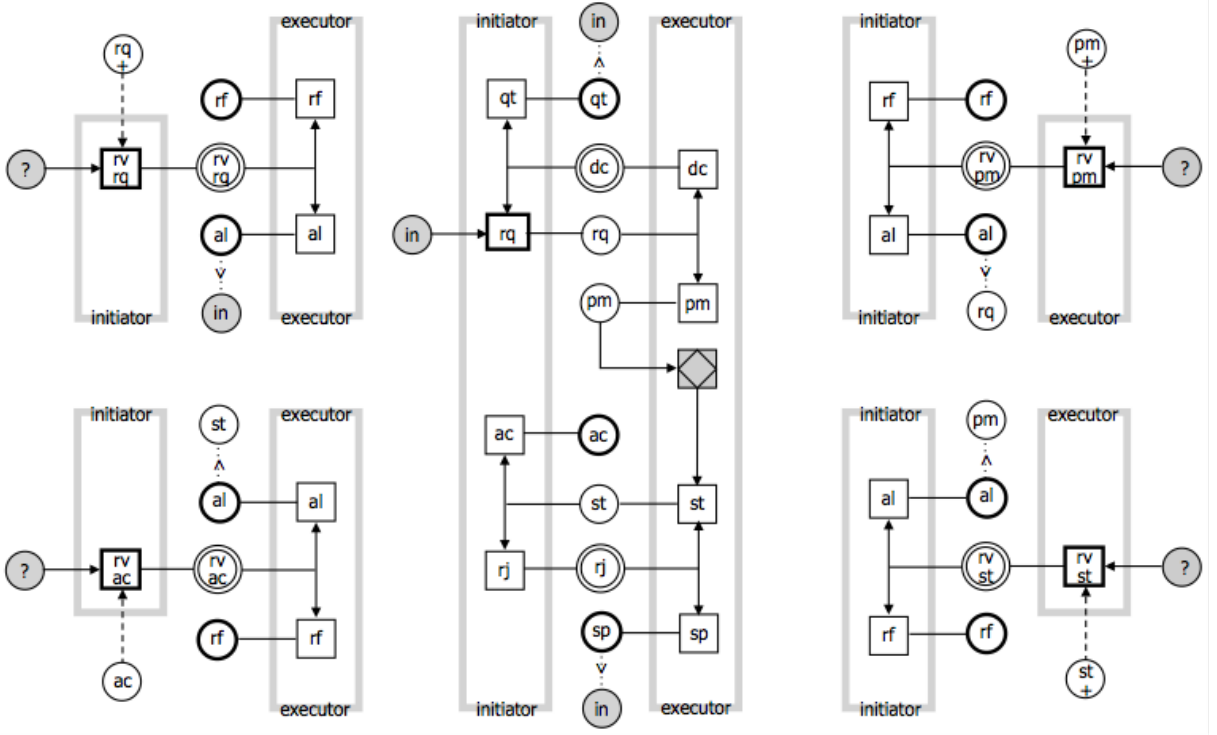 executor
rq
+
rf
rf
?
rv
rq
rv
rq
al
al
in
initiator
executor
initiator
executor
st
al
al
?
rv
ac
rv
ac
rf
rf
ac
executor
initiator
in
executor
qt
qt
dc
dc
in
rq
rq
pm
pm
ac
ac
st
st
rj
rj
sp
sp
initiator
in
executor
initiator
pm
+
rf
rf
rv
pm
rv
pm
?
al
al
rq
initiator
executor
initiator
pm
executor
al
al
rv
st
rv
st
?
rf
rf
st
+
initiator